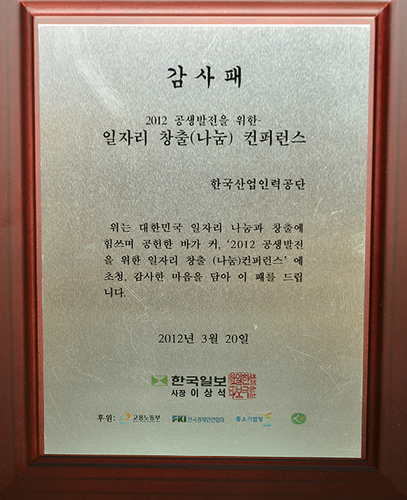 감사패
2012 공생발전을 위한
일자리 창출(나눔) 컨퍼런스
한국산업인력공단
위는 대한민국 일자리 나눔과 창출에
힘쓰며 공헌한 바가 커, '2012 공생발전
을 위한 일자리 창출 (나눔)컨퍼런스' 에
초청, 감사한 마음을 담아 이 패를 드립
니다.
2012년 3월 20일
한국일보
사장 이상석
후원: 고용노동부 FKI 전국경제인연합회 중소기업청